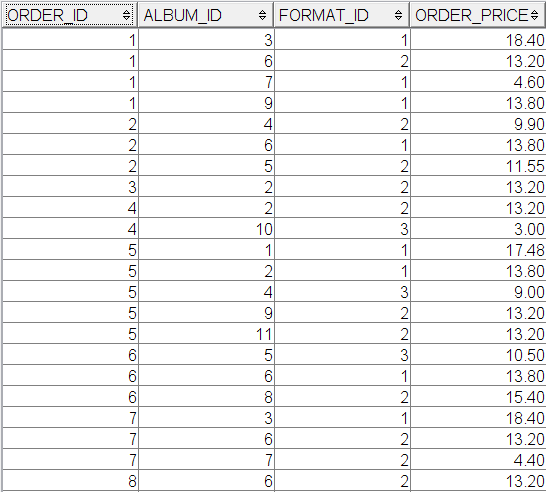 ORDER_ID ALBUM_ID FORMAT_ID ORDER_PRICE
1 3 1 18.40
1 6 2 13.20
1 7 1 4.60
1 9 1 13.80
2 4 2 9.90
2 6 1 13.80
2 5 2 11.55
3 2 2 13.20
4 2 2 13.20
4 10 3 3.00
5 1 1 17.48
5 2 1 13.80
5 4 3 9.00
5 9 2 13.20
5 11 2 13.20
6 5 3 10.50
6 6 1 13.80
6 8 2 15.40
7 3 1 18.40
7 6 2 13.20
7 7 2 4.40
8 6 2 13.20